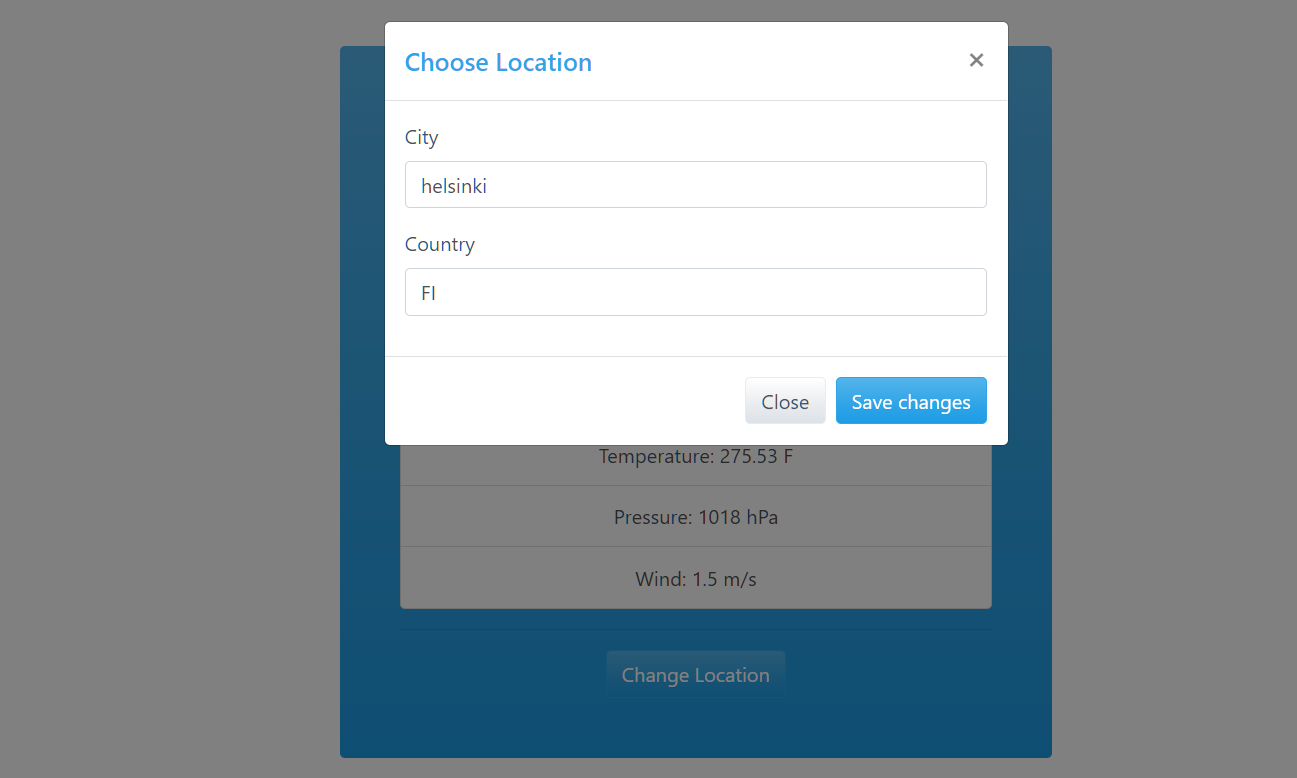 Choose Location
×
City
helsinki
Country
FI
Close Save changes
Temperature: 275.53 F
Pressure: 1018 hPa
Wind: 1.5 m/s
Change Location